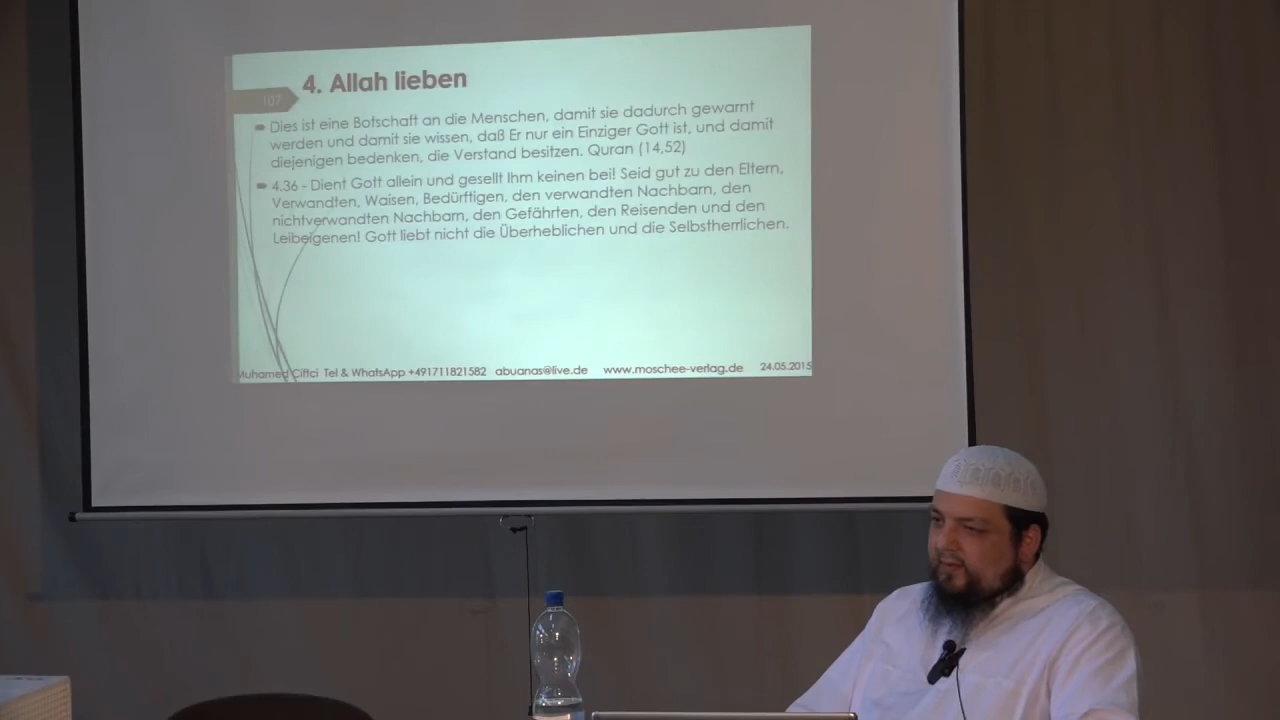 107
4. Allah lieben
Dies ist eine Botschaft an die Menschen, damit sie dadurch gewarnt
werden und damit sie wissen, daß Er nur ein Einziger Gott ist, und damit
diejenigen bedenken, die Verstand besitzen. Quran (14,52)
4.36 - Dient Gott allein und gesellt Ihm keinen bei! Seid gut zu den Eltern,
Verwandten, Waisen, Bedürftigen, den verwandten Nachbarn, den
nichtverwandten Nachbarn, den Gefährten, den Reisenden und den
Leibeigenen! Gott liebt nicht die Überheblichen und die Selbstherrlichen.
Muhamed Ciftci Tel & WhatsApp +491711821582 abuanas@live.de www.moschee-verlag.de 24.05.2015